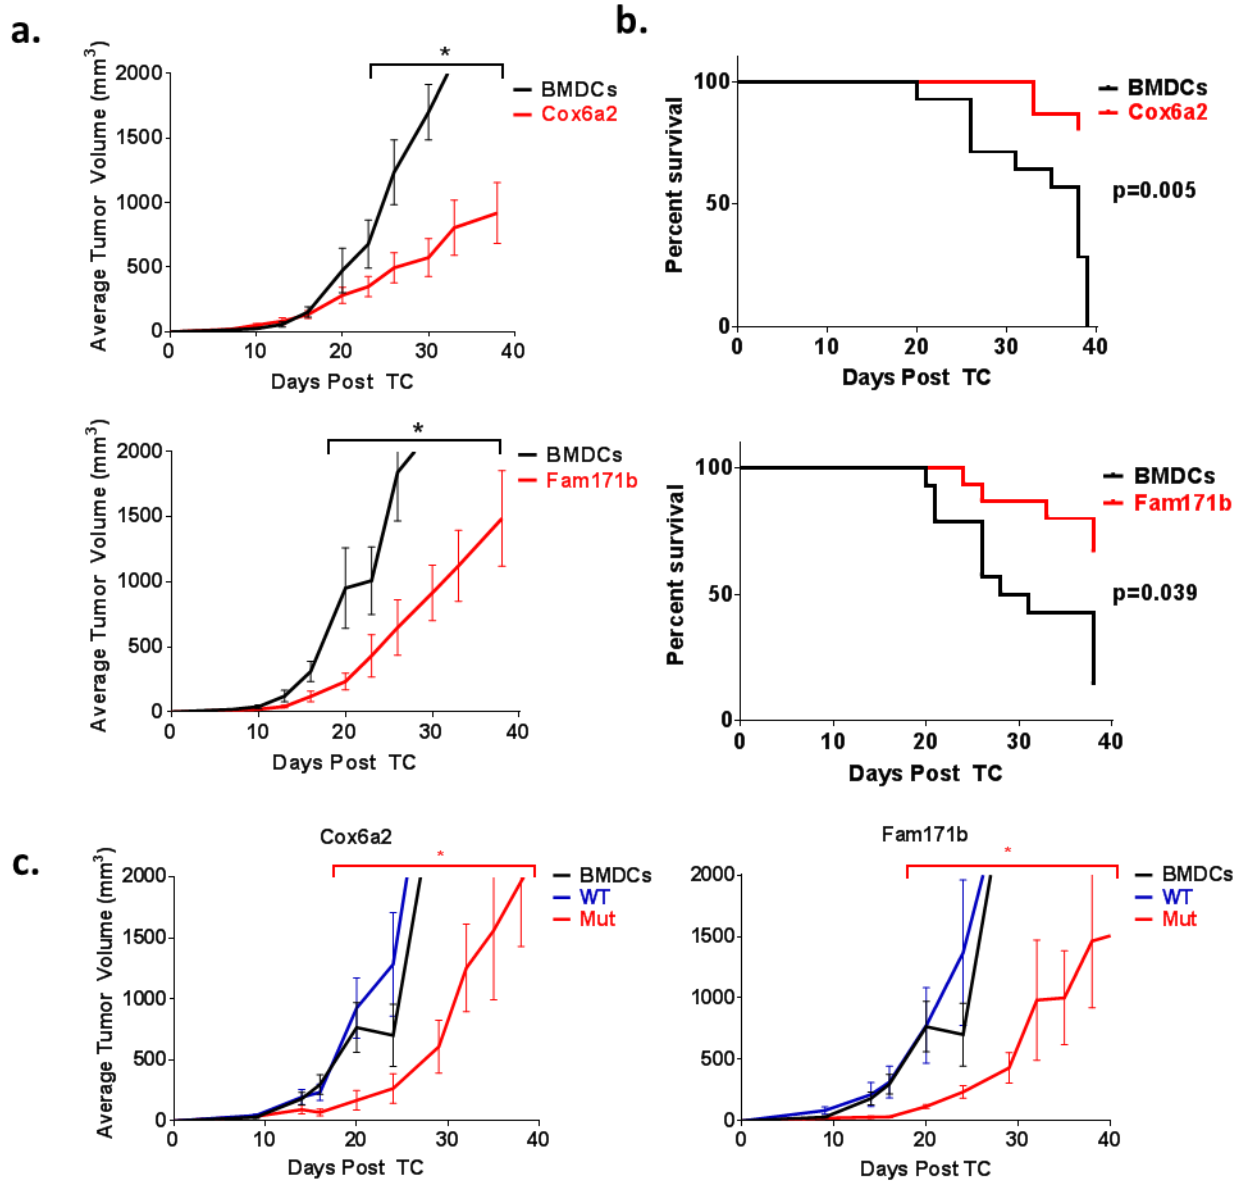 a.
Average Tumor Volume (mm³)
2000
1500
1000
500
0
0 10 20 30 40
Days Post TC
*
BMDCs
Cox6a2
b.
Percent survival
100
50
0
0 10 20 30 40
Days Post TC
BMDCs
Cox6a2
p=0.005
Average Tumor Volume (mm³)
2000
1500
1000
500
0
0 10 20 30 40
Days Post TC
*
BMDCs
Fam171b
Percent survival
100
50
0
0 10 20 30 40
Days Post TC
BMDCs
Fam171b
p=0.039
c.
Cox6a2
Average Tumor Volume (mm³)
2000
1500
1000
500
0
0 10 20 30 40
Days Post TC
*
BMDCs
WT
Mut
Fam171b
2000
1500
1000
500
0
0 10 20 30 40
Days Post TC
*
BMDCs
WT
Mut